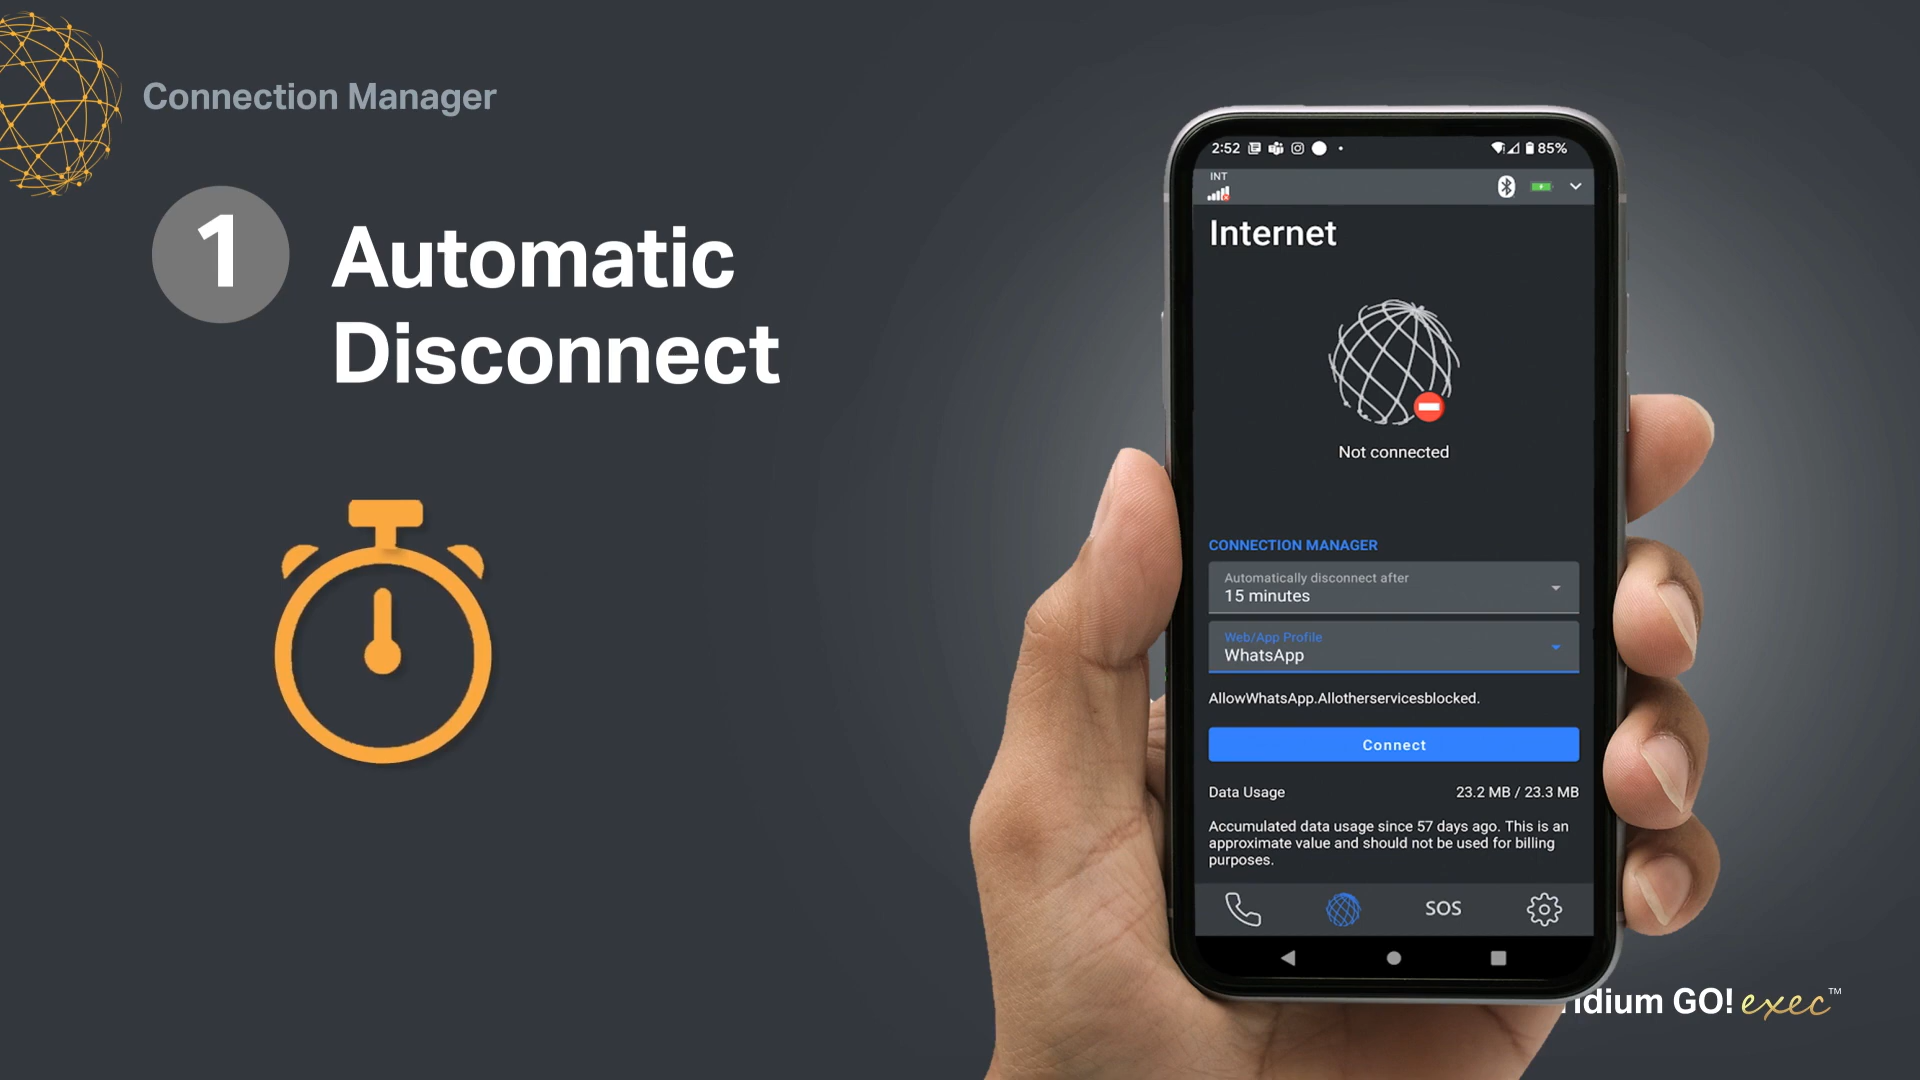 Connection Manager
1
Automatic
Disconnect
2:52
85%
INT
Internet
Not connected
CONNECTION MANAGER
Automatically disconnect after
15 minutes
Web/App Profile
WhatsApp
AllowWhatsApp.Allotherservicesblocked.
Connect
Data Usage 23.2 MB / 23.3 MB
Accumulated data usage since 57 days ago. This is an
approximate value and should not be used for billing
purposes.
SOS
idium GO! exec™